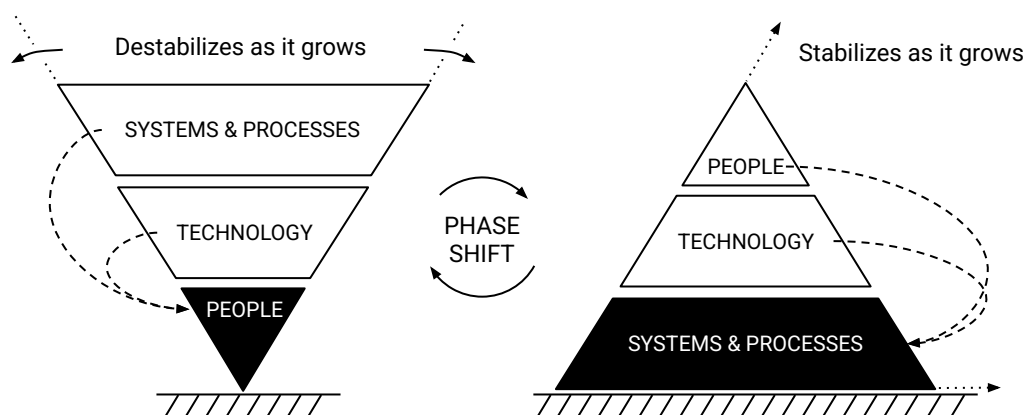 Destabilizes as it grows
SYSTEMS & PROCESSES
TECHNOLOGY
PEOPLE
PHASE
SHIFT
Stabilizes as it grows
PEOPLE
TECHNOLOGY
SYSTEMS & PROCESSES